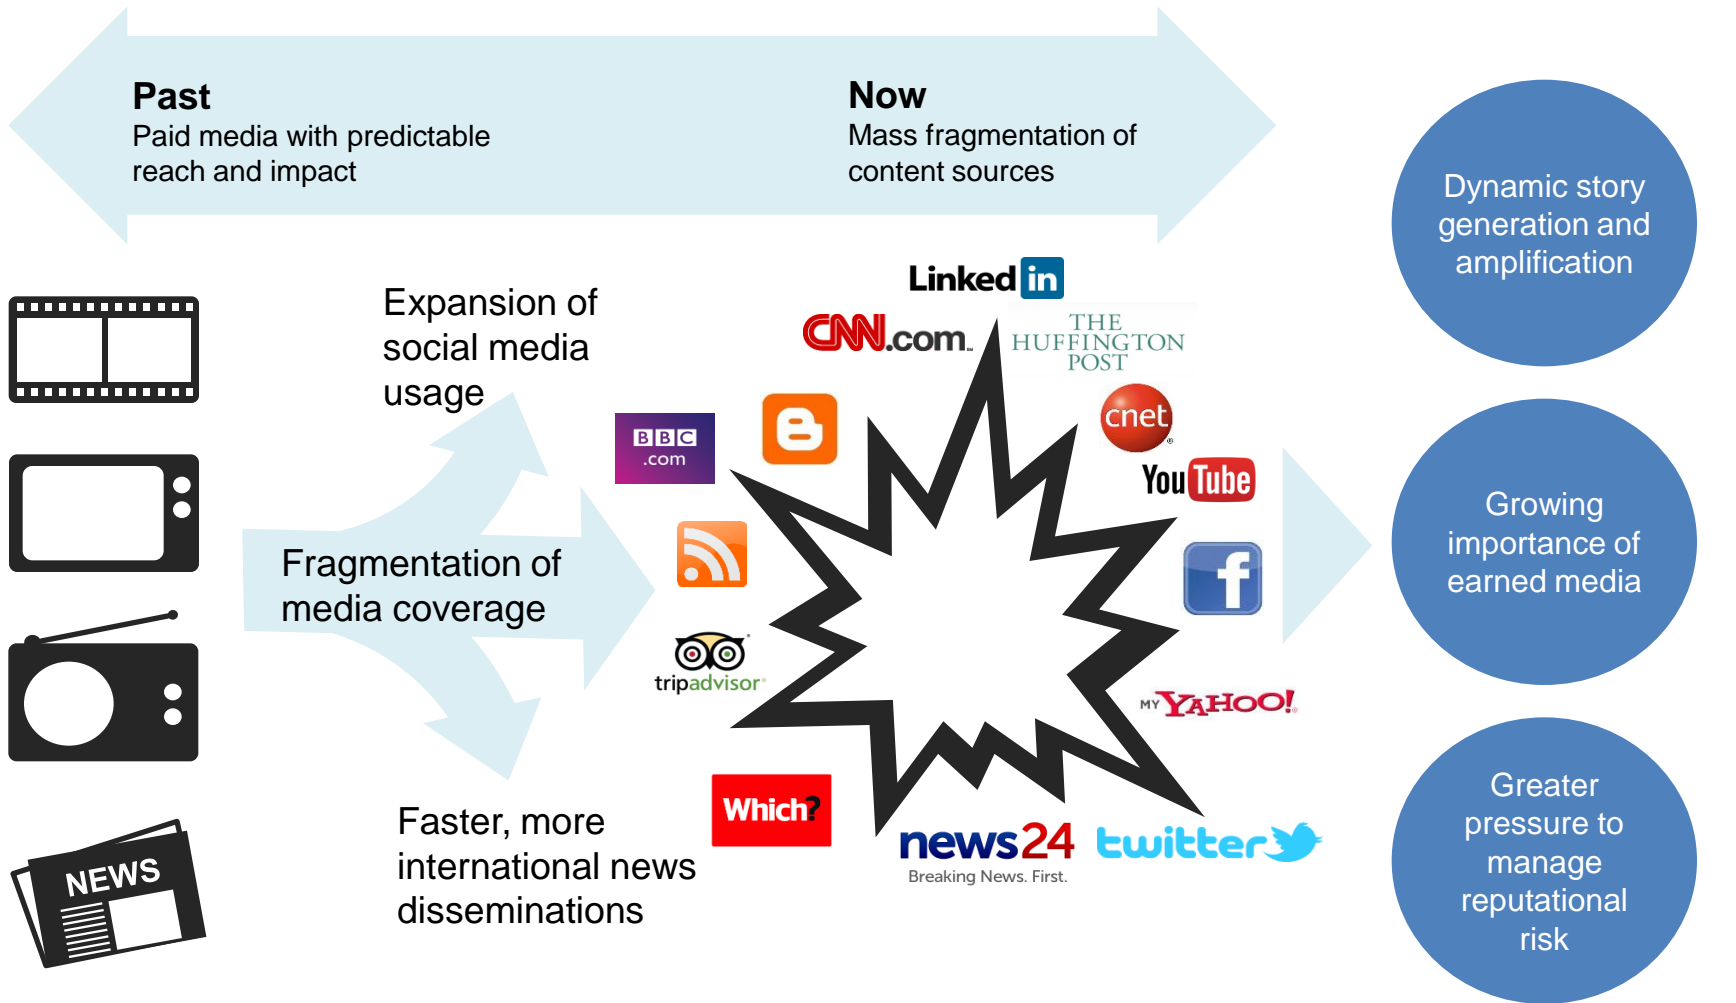 Past
Paid media with predictable
reach and impact
Now
Mass fragmentation of
content sources
Dynamic story
generation and
amplification
Expansion of
social media
usage
Linked in
CNN.com
THE
HUFFINGTON
POST
BBC
.com
cnet
YouTube
Fragmentation of
media coverage
Growing
importance of
earned media
f
tripadvisor
MY YAHOO!
Which?
news24
Breaking News. First.
twitter
Faster, more
international news
disseminations
NEWS
Greater
pressure to
manage
reputational
risk